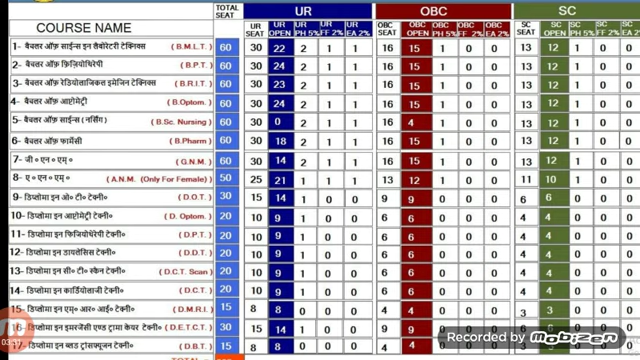 TOTAL SEAT UR OBC SC
COURSE NAME UR SEAT UR OPEN UR PH 5% UR FF 2% UR EA 2% OBC SEAT OBC OPEN OBC PH 5% OBC FF 2% OBC EA 2% SC SEAT SC OPEN SC PH 5% SC FF 2% SC EA 2%
1- बैचलर ऑफ़ साईन्स इन लैबोरेटरी टेक्निक्स (B.M.L.T.) 60 30 22 2 1 1 16 15 1 0 0 13 12 1 0 0
2- बैचलर ऑफ़ फ़िज़ियोथेरेपी (B.P.T.) 60 30 24 2 1 1 16 15 1 0 0 13 12 1 0 0
3- बैचलर ऑफ़ रेडियोलाजिकल इमेजिन टेक्निक्स (B.R.I.T.) 60 30 23 2 1 1 16 15 1 0 0 13 12 1 0 0
4- बैचलर ऑफ़ आप्टोमेट्री (B.Optom.) 60 30 24 2 1 1 16 15 1 0 0 13 12 1 0 0
5- बैचलर ऑफ़ साईन्स (नर्सिंग) (B.Sc. Nursing) 60 30 0 2 1 1 16 4 1 0 0 13 12 1 0 0
6- बैचलर ऑफ़ फार्मेसी (B.Pharm) 60 30 18 2 1 1 16 15 1 0 0 13 12 1 0 0
7- जी० एन० एम्० (G.N.M.) 60 30 14 2 1 1 16 15 1 0 0 13 12 1 0 0
8- ए० एन० एम्० (A.N.M. (Only For Female) 50 25 21 1 1 1 13 12 1 0 0 11 10 1 0 0
9- डिप्लोमा इन ओ० टी० टेक्नी० (D.O.T.) 30 15 14 1 0 0 9 9 0 0 0 6 6 0 0 0
10- डिप्लोमा इन आप्टोमेट्री टेक्नी० (D. Optom.) 20 10 9 1 0 0 6 6 0 0 0 4 4 0 0 0
11- डिप्लोमा इन फिजियोथेरेपी टेक्नी० (D.P.T.) 20 10 9 1 0 0 6 6 0 0 0 4 4 0 0 0
12- डिप्लोमा इन डायलेसिस टेक्नी० (D.D.T.) 20 10 9 1 0 0 6 6 0 0 0 4 4 0 0 0
13- डिप्लोमा इन सी० टी० स्कैन टेक्नी० (D.C.T. Scan) 20 10 9 1 0 0 6 6 0 0 0 4 4 0 0 0
14- डिप्लोमा इन कार्डियोलाजी टेक्नी० (D.C.T.) 20 10 9 1 0 0 6 6 0 0 0 4 4 0 0 0
15- डिप्लोमा इन एम्० आर० आई० टेक्नी० (D.M.R.I.) 15 8 8 0 0 0 4 4 0 0 0 3 3 0 0 0
16- डिप्लोमा इन इमरजेंसी एण्ड ट्रामा केयर टेक्नी० (D.E.T.C.T.) 30 15 14 1 0 0 9 9 0 0 0
17- डिप्लोमा इन ब्लड ट्रांसफ्यूजन टेक्नी० (D.B.T.) 15 8 8 0 0 0 4 4 0 0 0
03:37
Recorded by mobizen
TOTAL =